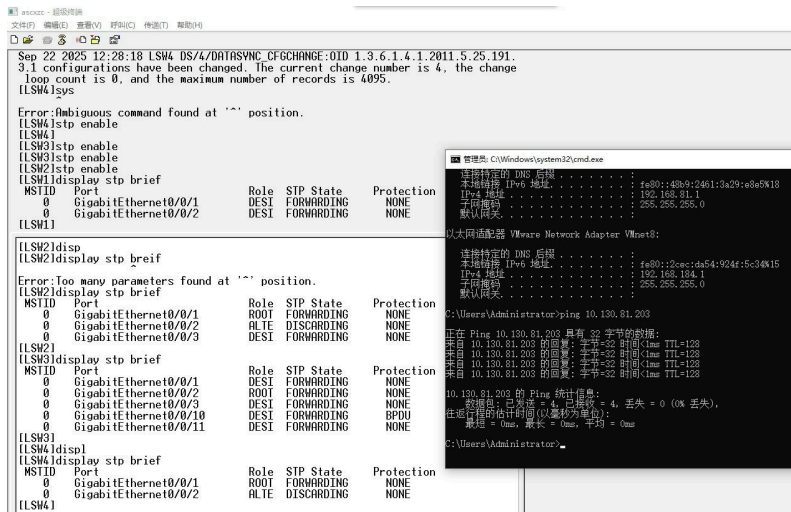 ascxzc - 超级终端
文件(F) 编辑(E) 查看(V) 呼叫(C) 传送(T) 帮助(H)
Sep 22 2025 12:28:18 LSW4 DS/4/DATASYNC_CFGCHANGE:OID 1.3.6.1.4.1.2011.5.25.191.
3.1 configurations have been changed. The current change number is 4, the change
loop count is 0, and the maximum number of records is 4095.
[LSW4]sys
^
Error:Ambiguous command found at '^' position.
[LSW4]stp enable
[LSW4]
[LSW3]stp enable
[LSW3]stp enable
[LSW2]stp enable
[LSW1]display stp brief
MSTID Port Role STP State Protection
0 GigabitEthernet0/0/1 DESI FORWARDING NONE
0 GigabitEthernet0/0/2 DESI FORWARDING NONE
[LSW1]
[LSW2]disp
[LSW2]display stp breif
^
Error:Too many parameters found at '^' position.
[LSW2]display stp brief
MSTID Port Role STP State Protection
0 GigabitEthernet0/0/1 ROOT FORWARDING NONE
0 GigabitEthernet0/0/2 ALTE DISCARDING NONE
0 GigabitEthernet0/0/3 DESI FORWARDING NONE
[LSW2]
[LSW3]display stp brief
MSTID Port Role STP State Protection
0 GigabitEthernet0/0/1 DESI FORWARDING NONE
0 GigabitEthernet0/0/2 ROOT FORWARDING NONE
0 GigabitEthernet0/0/3 DESI FORWARDING NONE
0 GigabitEthernet0/0/10 DESI FORWARDING BPDU
0 GigabitEthernet0/0/11 DESI FORWARDING NONE
[LSW3]
[LSW4]displ
[LSW4]display stp brief
MSTID Port Role STP State Protection
0 GigabitEthernet0/0/1 ROOT FORWARDING NONE
0 GigabitEthernet0/0/2 ALTE DISCARDING NONE
[LSW4]
管理员: C:\Windows\system32\cmd.exe
连接特定的 DNS 后缀 . . . . . . . :
本地链接 IPv6 地址. . . . . . . . : fe80::48b9:2461:3a29:e8e5%18
IPv4 地址 . . . . . . . . . . . . : 192.168.81.1
子网掩码 . . . . . . . . . . . . : 255.255.255.0
默认网关. . . . . . . . . . . . . :
以太网适配器 VMware Network Adapter VMnet8:
连接特定的 DNS 后缀 . . . . . . . :
本地链接 IPv6 地址. . . . . . . . : fe80::2cec:da54:924f:5c34%15
IPv4 地址 . . . . . . . . . . . . : 192.168.184.1
子网掩码 . . . . . . . . . . . . : 255.255.255.0
默认网关. . . . . . . . . . . . . :
C:\Users\Administrator>ping 10.130.81.203
正在 Ping 10.130.81.203 具有 32 字节的数据:
来自 10.130.81.203 的回复: 字节=32 时间<1ms TTL=128
来自 10.130.81.203 的回复: 字节=32 时间<1ms TTL=128
来自 10.130.81.203 的回复: 字节=32 时间<1ms TTL=128
来自 10.130.81.203 的回复: 字节=32 时间<1ms TTL=128
10.130.81.203 的 Ping 统计信息:
数据包: 已发送 = 4，已接收 = 4，丢失 = 0 (0% 丢失)，
往返行程的估计时间(以毫秒为单位):
最短 = 0ms，最长 = 0ms，平均 = 0ms
C:\Users\Administrator>